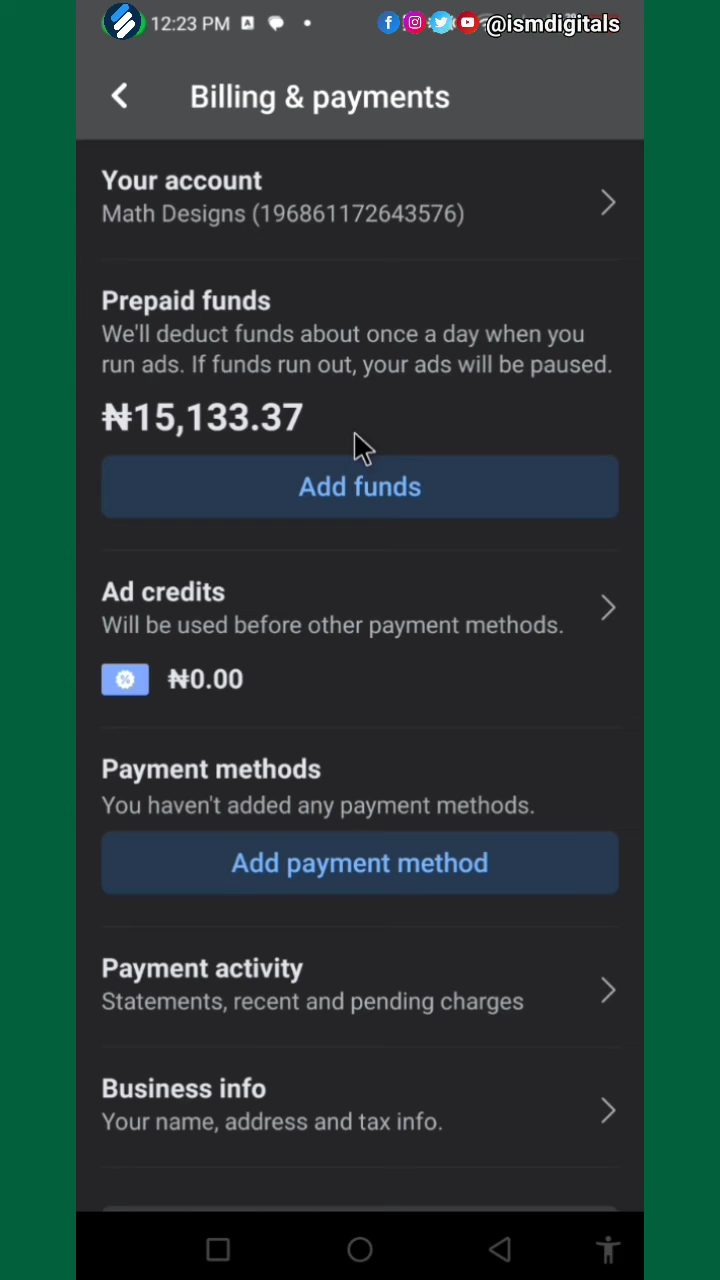 12:23 PM
@ismdigitals
Billing & payments
Your account
Math Designs (196861172643576)
Prepaid funds
We'll deduct funds about once a day when you
run ads. If funds run out, your ads will be paused.
₦15,133.37
Add funds
Ad credits
Will be used before other payment methods.
₦0.00
Payment methods
You haven't added any payment methods.
Add payment method
Payment activity
Statements, recent and pending charges
Business info
Your name, address and tax info.